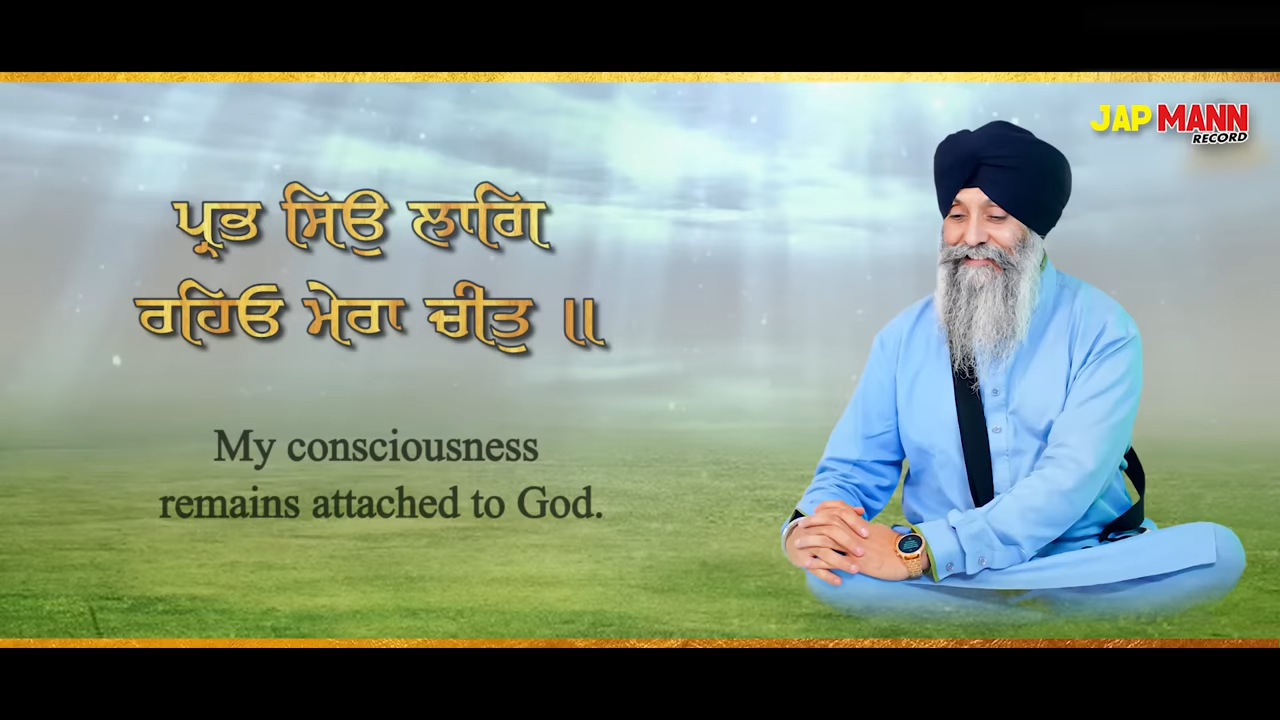 JAP MANN
RECORD
ਪ੍ਰਭ ਸਿਉ ਲਾਗਿ
ਰਹਿਓ ਮੇਰਾ ਚੀਤੁ ॥
My consciousness
remains attached to God.